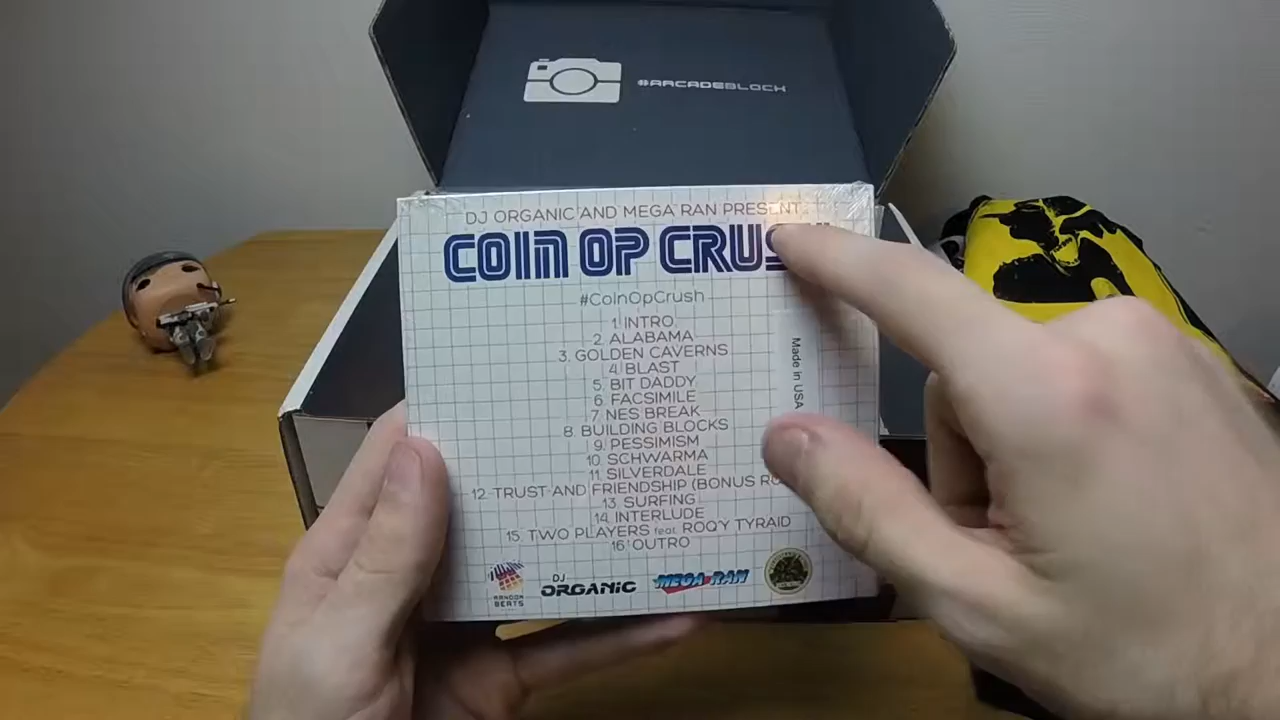 #ARCADEBLOCK
DJ ORGANIC AND MEGA RAN PRESENT
COIN OP CRUS
#CoInOpCrush
1. INTRO
2. ALABAMA
3. GOLDEN CAVERNS
4. BLAST
5. BIT DADDY
6. FACSIMILE
7. NES BREAK
8. BUILDING BLOCKS
9. PESSIMISM
10. SCHWARMA
11. SILVERDALE
12. TRUST AND FRIENDSHIP (BONUS RO
13. SURFING
14. INTERLUDE
15. TWO PLAYERS feat. ROQY TYRAID
16. OUTRO
Made in USA
RANDOM
BEATS
DJ
ORGANIC
MEGA RAN